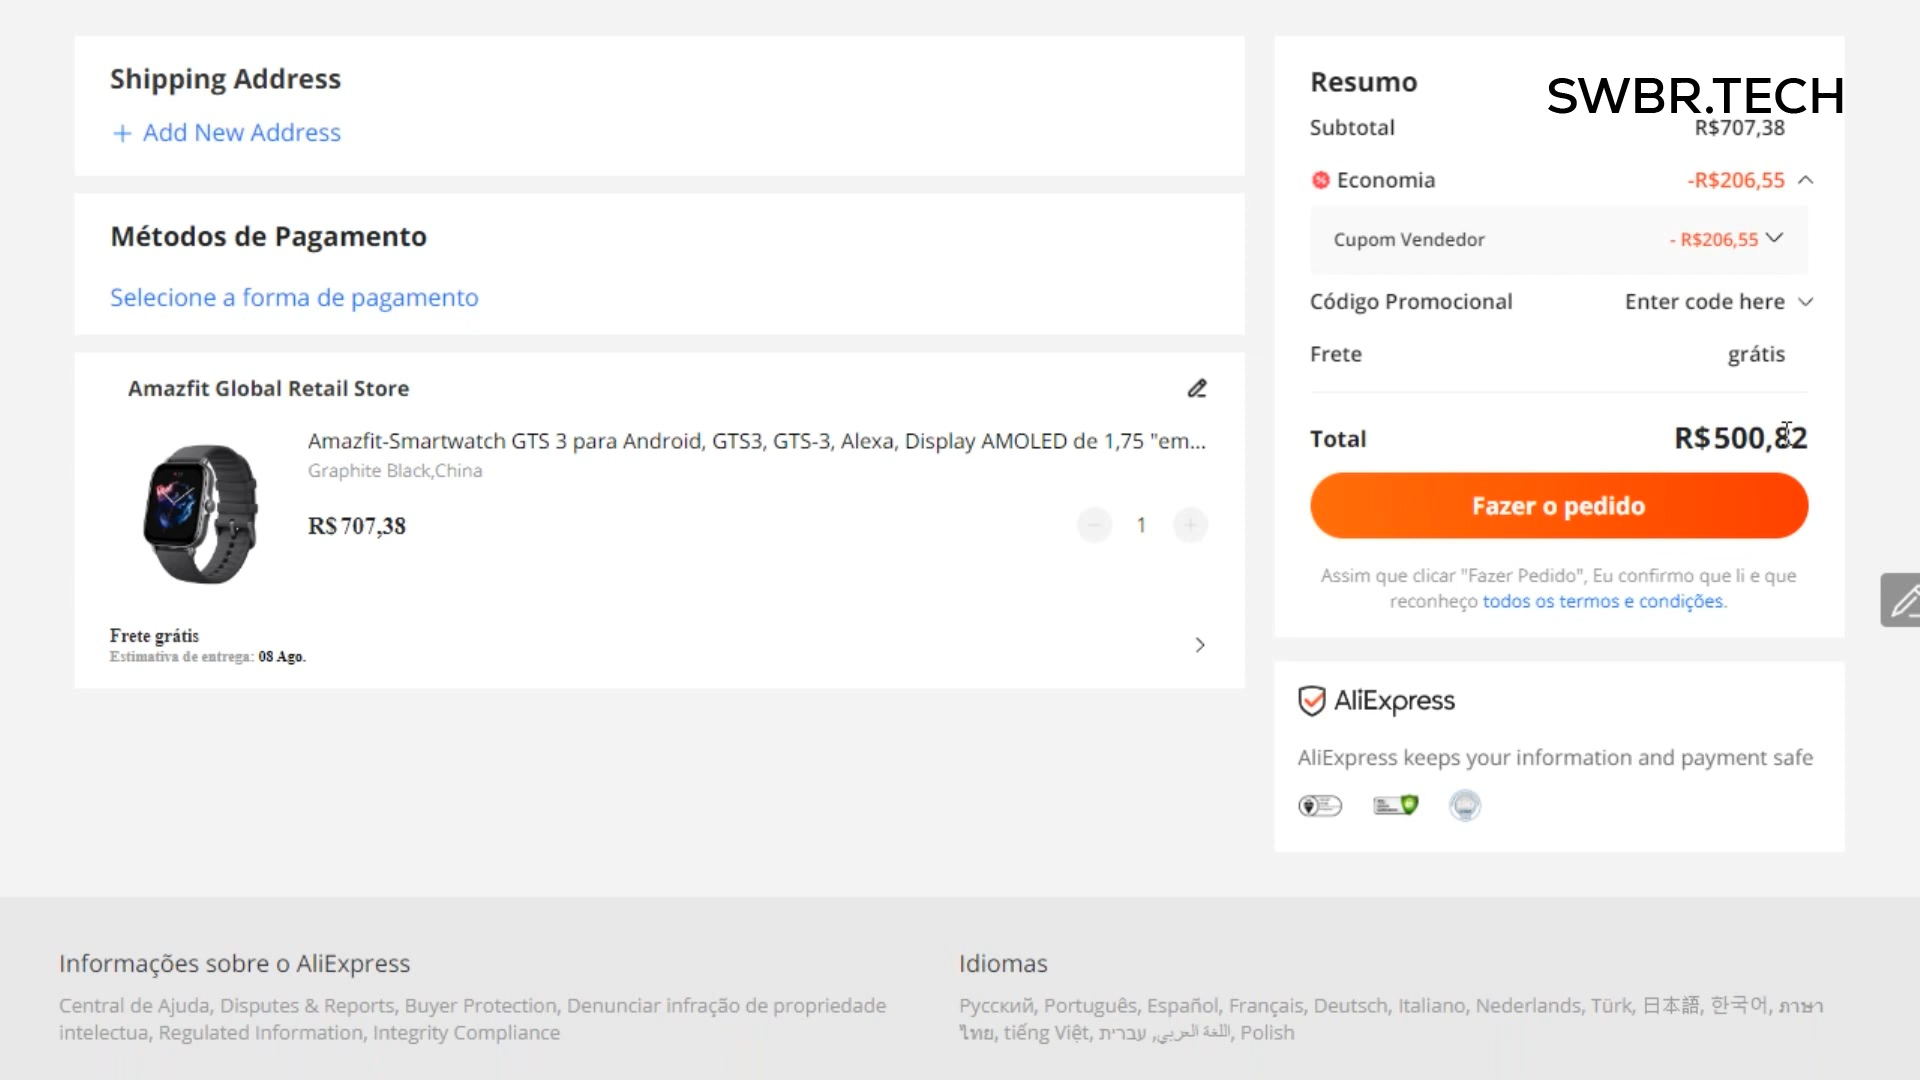 Shipping Address
+ Add New Address
Métodos de Pagamento
Selecione a forma de pagamento
Amazfit Global Retail Store
Amazfit-Smartwatch GTS 3 para Android, GTS3, GTS-3, Alexa, Display AMOLED de 1,75 "em...
Graphite Black,China
R$707,38
1
Frete grátis
Estimativa de entrega: 08 Ago.
SWBR.TECH
Resumo
Subtotal R$707,38
Economia -R$206,55
Cupom Vendedor - R$206,55
Código Promocional Enter code here
Frete grátis
Total R$500,82
Fazer o pedido
Assim que clicar "Fazer Pedido", Eu confirmo que li e que
reconheço todos os termos e condições.
AliExpress
AliExpress keeps your information and payment safe
Informações sobre o AliExpress
Central de Ajuda, Disputes & Reports, Buyer Protection, Denunciar infração de propriedade
intelectua, Regulated Information, Integrity Compliance
Idiomas
Русский, Português, Español, Français, Deutsch, Italiano, Nederlands, Türk, 日本語, 한국어, ภาษา
ไทย, tiếng Việt, اللغة العربي, עברית, Polish